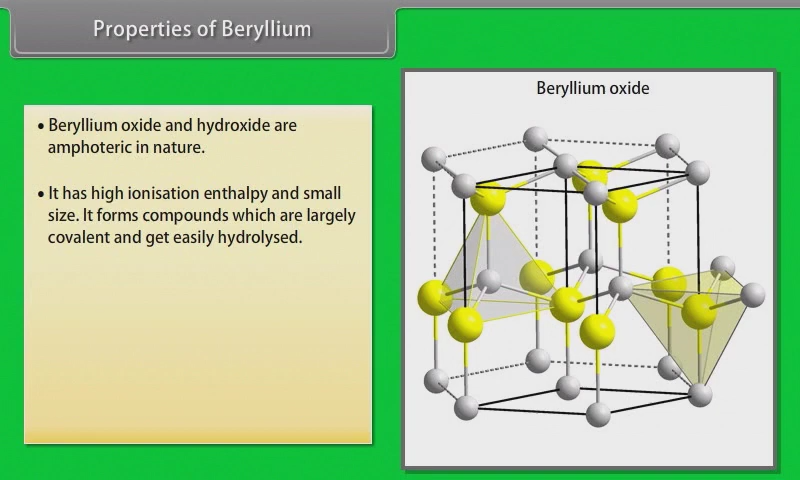 Properties of Beryllium
Beryllium oxide
• Beryllium oxide and hydroxide are
amphoteric in nature.
• It has high ionisation enthalpy and small
size. It forms compounds which are largely
covalent and get easily hydrolysed.